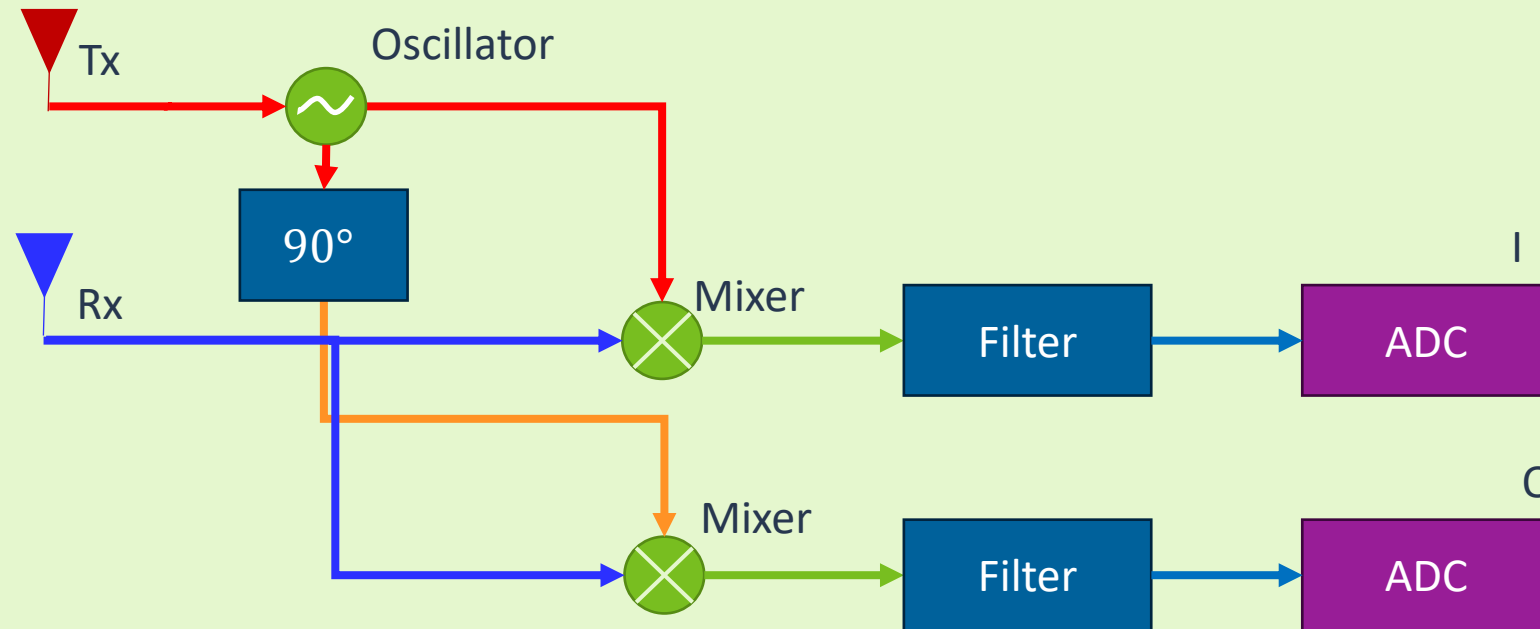 Oscillator
Tx
90°
I
Rx
Mixer
Filter
ADC
Mixer
Filter
ADC